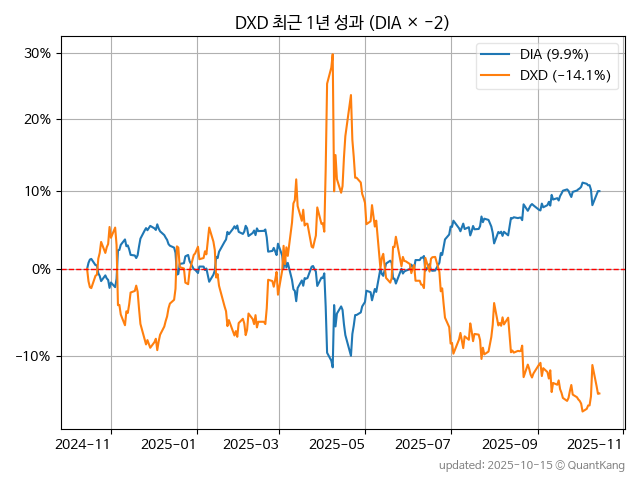 DXD 최근 1년 성과 (DIA × −2)
DIA (9.9%)
DXD (−14.1%)
30%
20%
10%
0%
−10%
2024-11 2025-01 2025-03 2025-05 2025-07 2025-09 2025-11
updated: 2025-10-15 © QuantKang